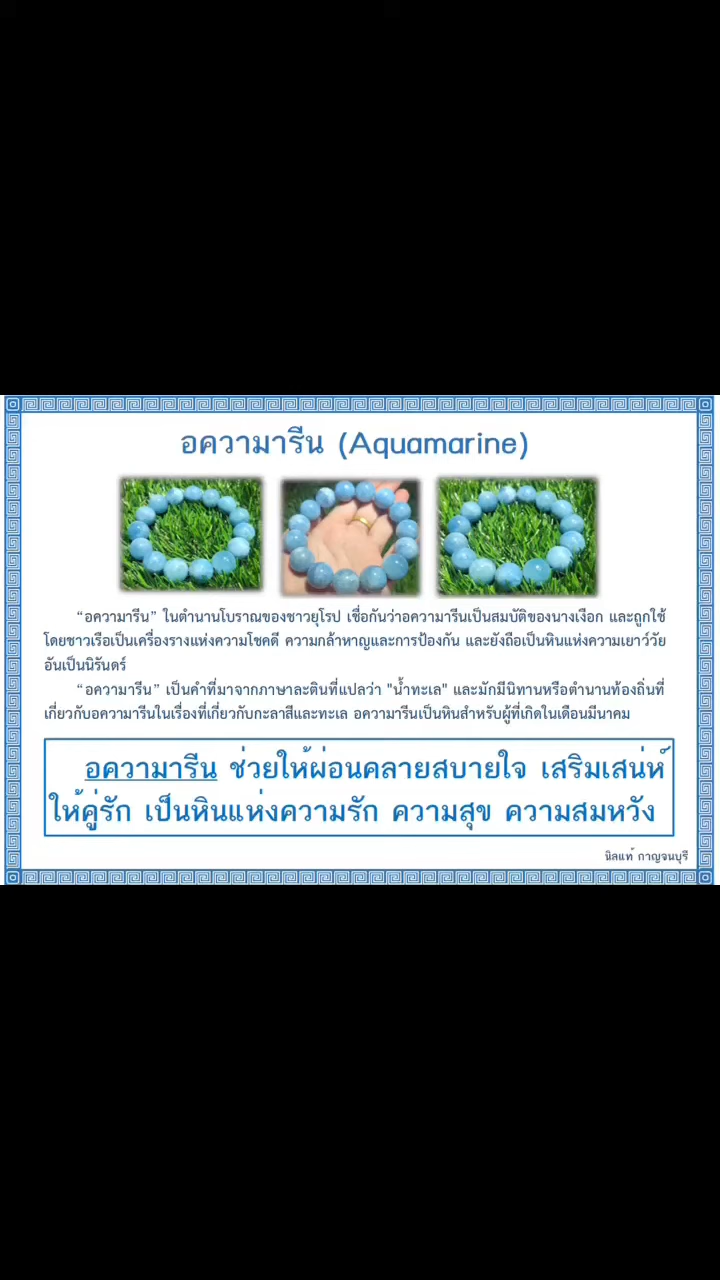 อความารีน (Aquamarine)
“อความารีน” ในตำนานโบราณของชาวยุโรป เชื่อกันว่าอความารีนเป็นสมบัติของนางเงือก และถูกใช้
โดยชาวเรือเป็นเครื่องรางแห่งความโชคดี ความกล้าหาญและการป้องกัน และยังถือเป็นหินแห่งความเยาว์วัย
อันเป็นนิรันดร์
“อความารีน” เป็นคำที่มาจากภาษาละตินที่แปลว่า "น้ำทะเล" และมักมีนิทานหรือตำนานท้องถิ่นที่
เกี่ยวกับอความารีนในเรื่องที่เกี่ยวกับกะลาสีและทะเล อความารีนเป็นหินสำหรับผู้ที่เกิดในเดือนมีนาคม
อความารีน ช่วยให้ผ่อนคลายสบายใจ เสริมเสน่ห์
ให้คู่รัก เป็นหินแห่งความรัก ความสุข ความสมหวัง
นิลแท้ กาญจนบุรี